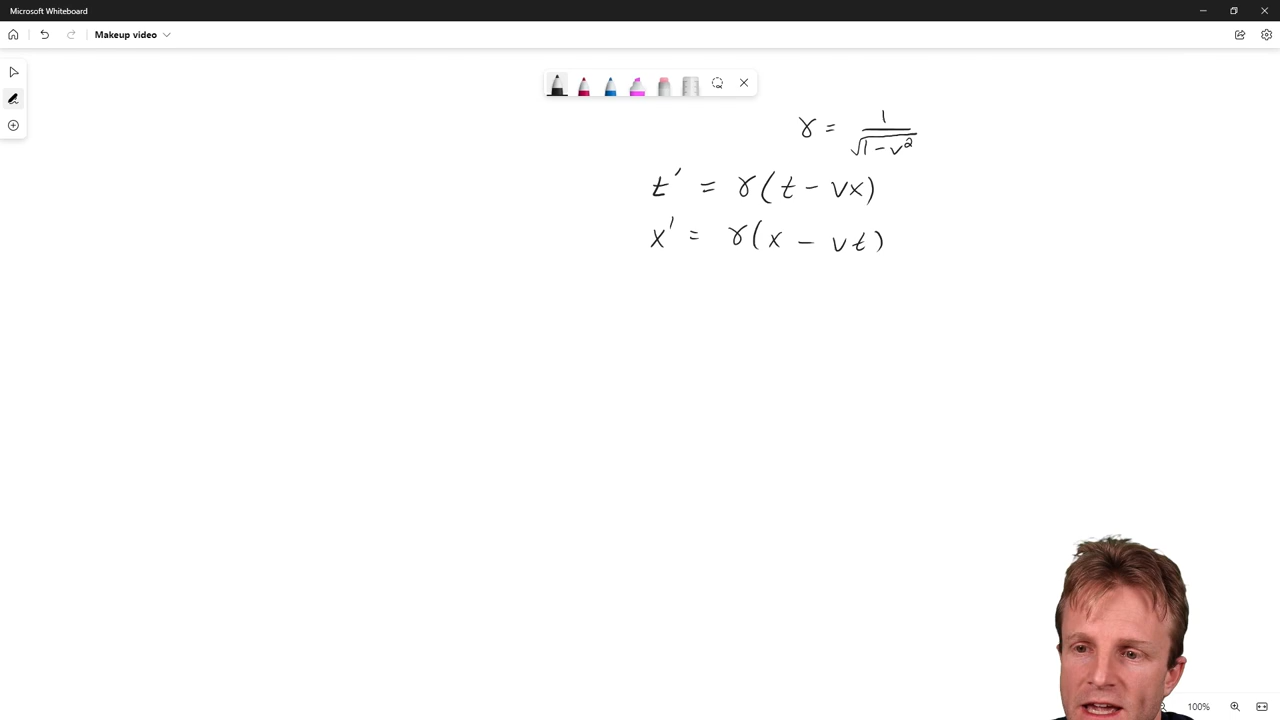 Microsoft Whiteboard
Makeup video
γ = 1/√(1-v²)
t' = γ(t - vx)
x' = γ(x - vt)
100%